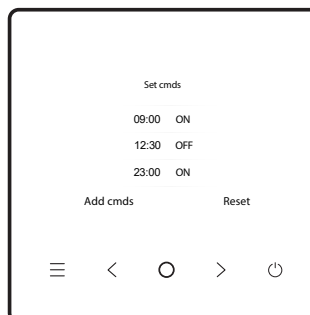 Set cmds
09:00 ON
12:30 OFF
23:00 ON
Add cmds Reset